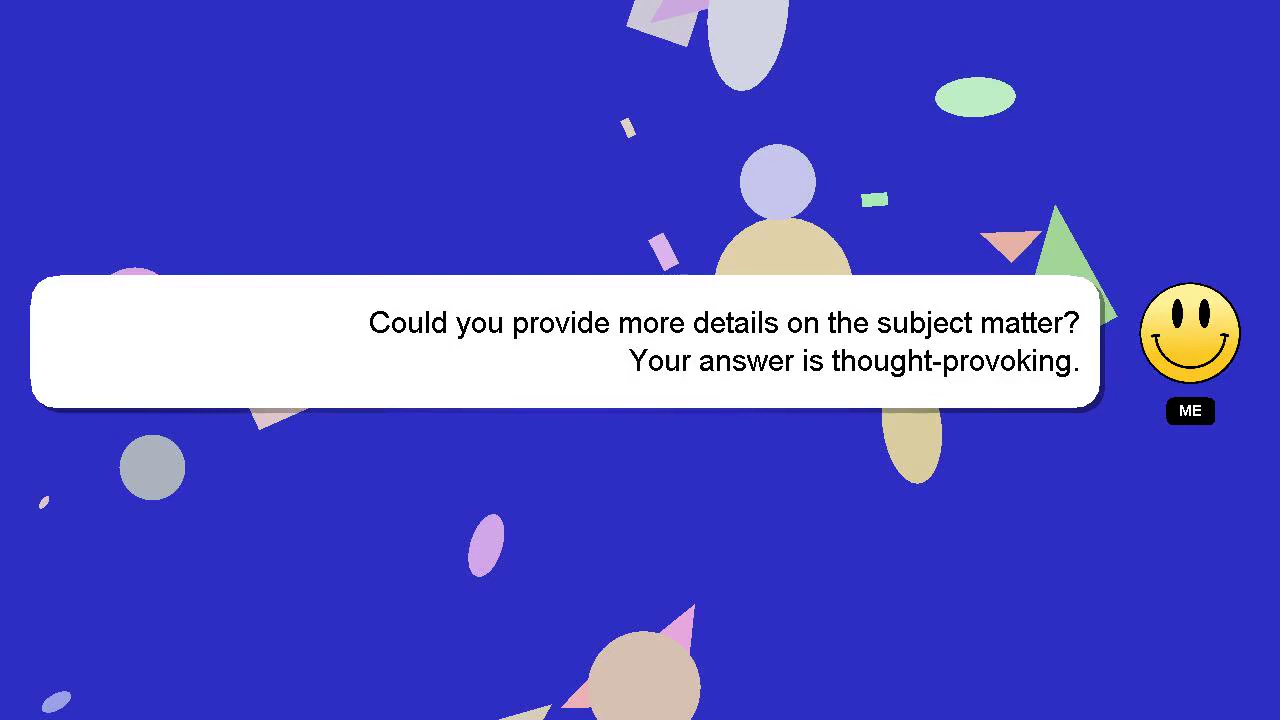 Could you provide more details on the subject matter?
Your answer is thought-provoking.
ME